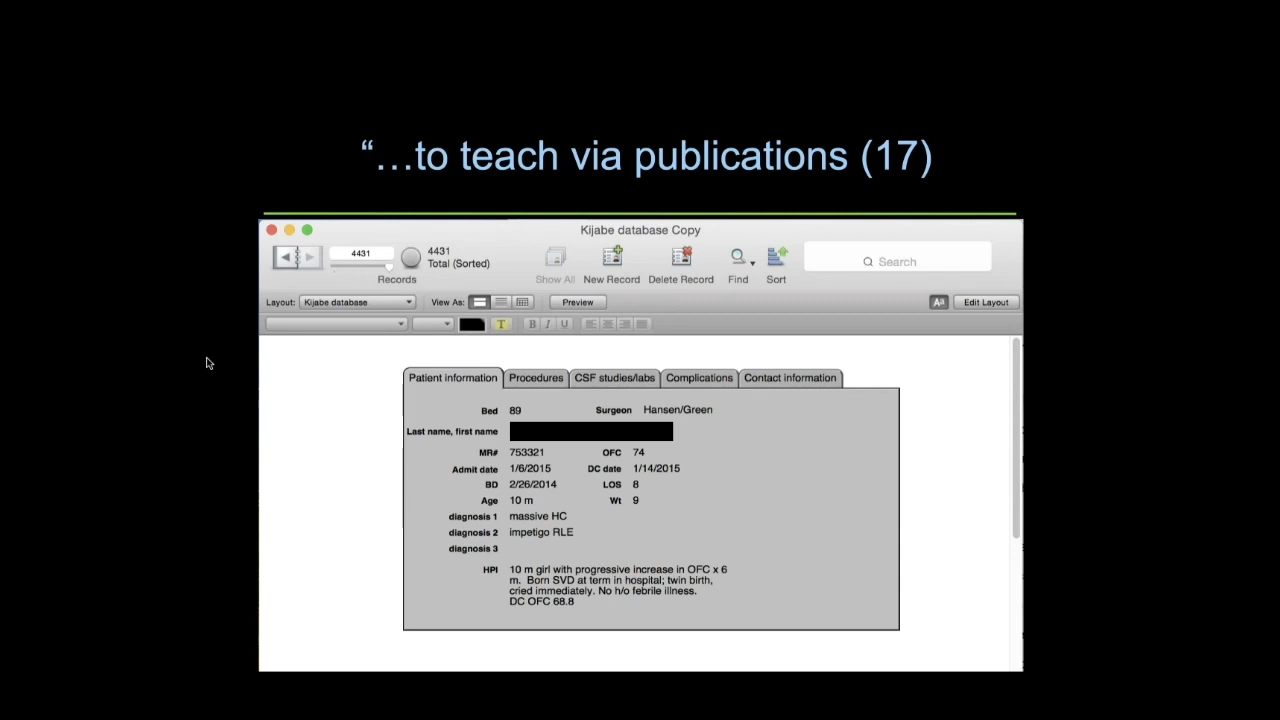 “…to teach via publications (17)
Kijabe database Copy
4431
4431
Total (Sorted)
Records
Show All New Record Delete Record Find Sort
Search
Layout: Kijabe database View As: Preview Aa Edit Layout
T B I U
Patient information Procedures CSF studies/labs Complications Contact information
Bed 89 Surgeon Hansen/Green
Last name, first name
MR# 753321 OFC 74
Admit date 1/6/2015 DC date 1/14/2015
BD 2/26/2014 LOS 8
Age 10 m Wt 9
diagnosis 1 massive HC
diagnosis 2 impetigo RLE
diagnosis 3
HPI 10 m girl with progressive increase in OFC x 6
m. Born SVD at term in hospital; twin birth,
cried immediately. No h/o febrile illness.
DC OFC 68.8